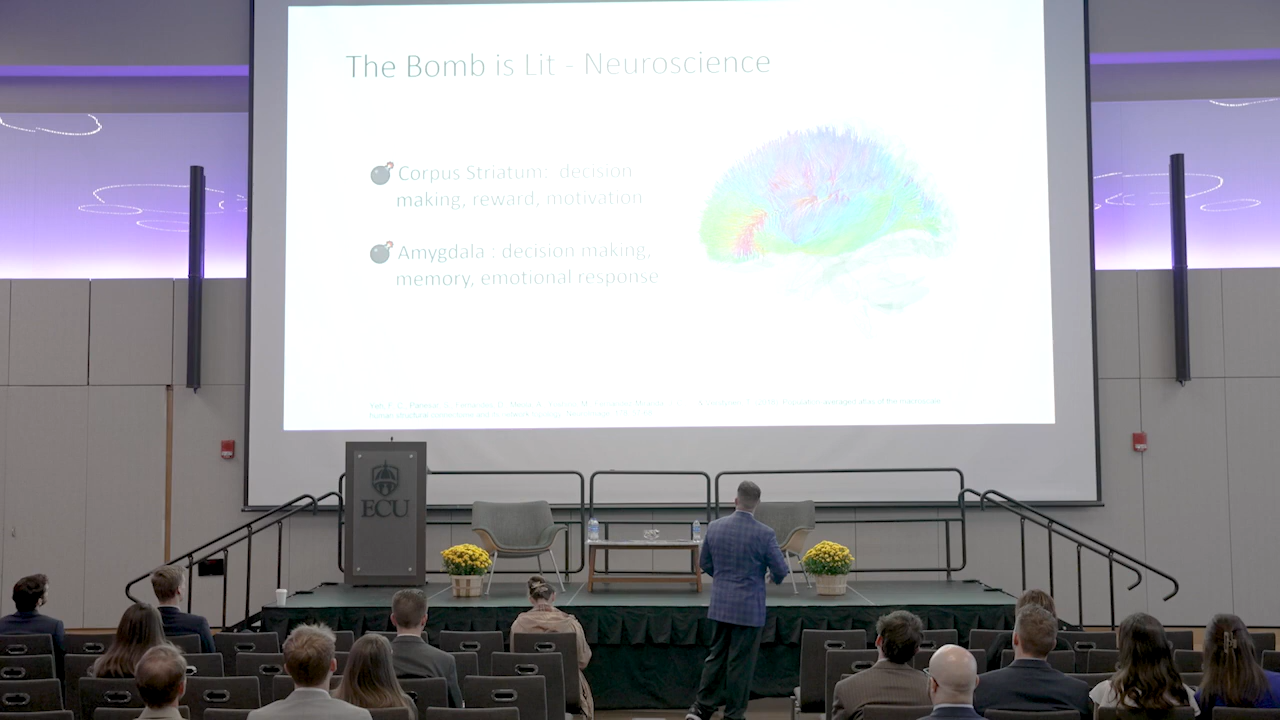 The Bomb is Lit - Neuroscience
Corpus Striatum: decision
making, reward, motivation
Amygdala : decision making,
memory, emotional response
ECU